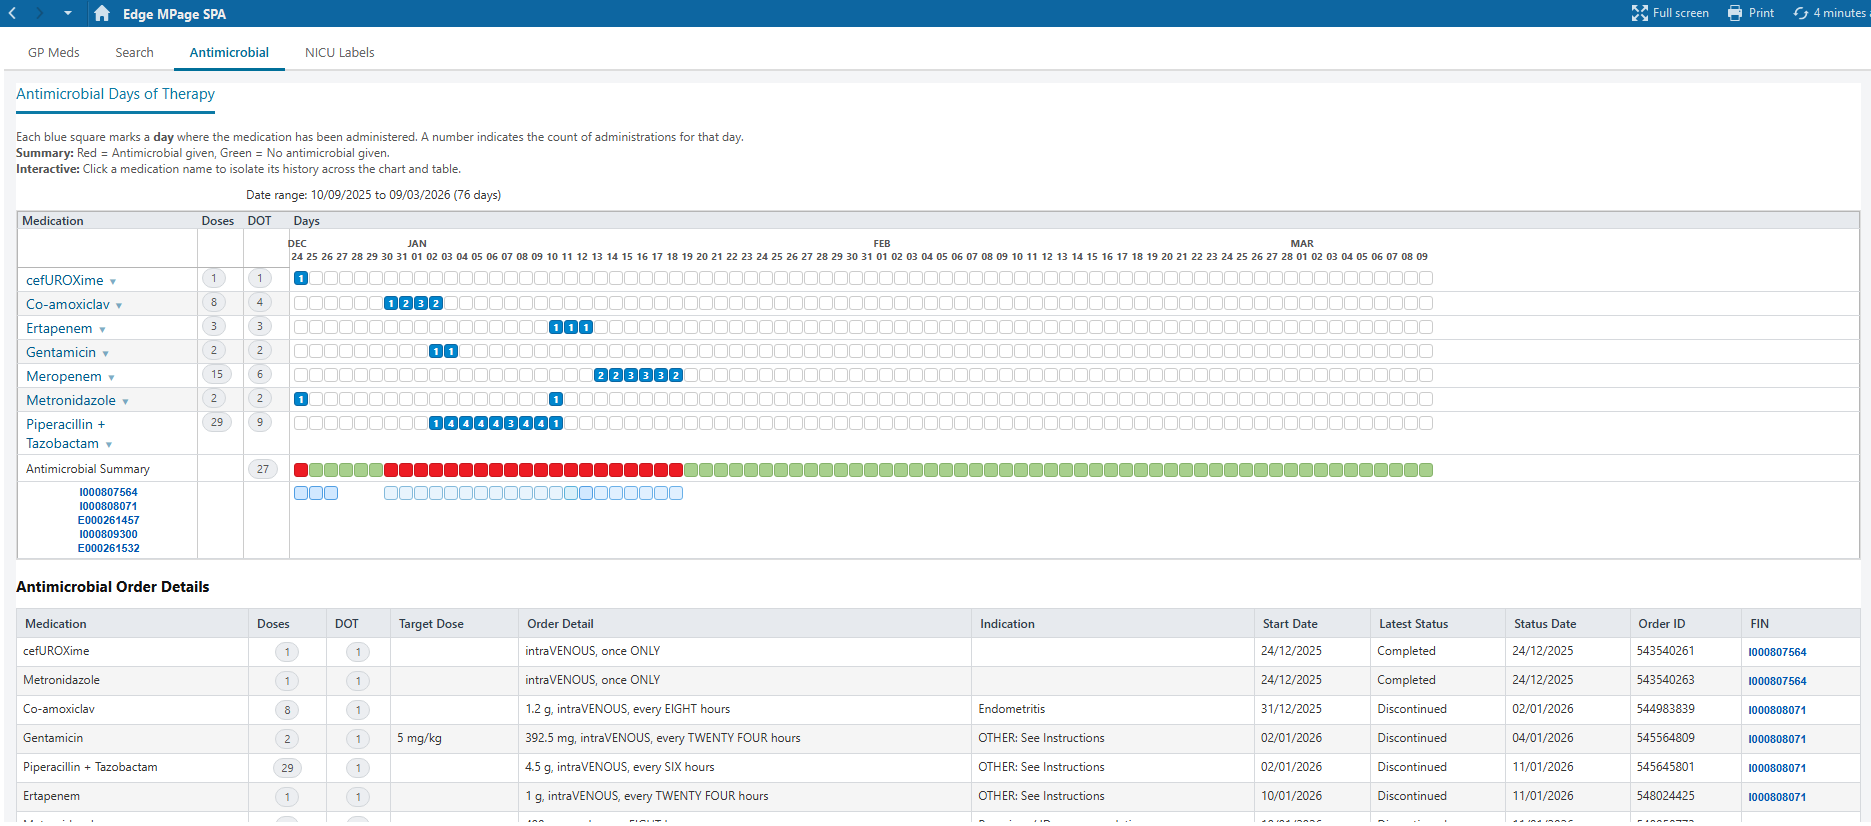 Edge MPage SPA
Full screen
Print
4 minutes
GP Meds
Search
Antimicrobial
NICU Labels
Antimicrobial Days of Therapy
Each blue square marks a day where the medication has been administered. A number indicates the count of administrations for that day.
Summary: Red = Antimicrobial given, Green = No antimicrobial given.
Interactive: Click a medication name to isolate its history across the chart and table.
Date range: 10/09/2025 to 09/03/2026 (76 days)
Medication Doses DOT Days
DEC JAN FEB MAR
24 25 26 27 28 29 30 31 01 02 03 04 05 06 07 08 09 10 11 12 13 14 15 16 17 18 19 20 21 22 23 24 25 26 27 28 29 30 31 01 02 03 04 05 06 07 08 09 10 11 12 13 14 15 16 17 18 19 20 21 22 23 24 25 26 27 28 01 02 03 04 05 06 07 08 09
cefUROXime 1 1 1
Co-amoxiclav 8 4 1 2 3 2
Ertapenem 3 3 1 1 1
Gentamicin 2 2 1 1
Meropenem 15 6 2 2 3 3 3 2
Metronidazole 2 2 1 1
Piperacillin + 29 9 1 4 4 4 4 3 4 4 1
Tazobactam
Antimicrobial Summary 27
I000807564
I000808071
E000261457
I000809300
E000261532
Antimicrobial Order Details
Medication Doses DOT Target Dose Order Detail Indication Start Date Latest Status Status Date Order ID FIN
cefUROXime 1 1 intraVENOUS, once ONLY 24/12/2025 Completed 24/12/2025 543540261 I000807564
Metronidazole 1 1 intraVENOUS, once ONLY 24/12/2025 Completed 24/12/2025 543540263 I000807564
Co-amoxiclav 8 1 1.2 g, intraVENOUS, every EIGHT hours Endometritis 31/12/2025 Discontinued 02/01/2026 544983839 I000808071
Gentamicin 2 1 5 mg/kg 392.5 mg, intraVENOUS, every TWENTY FOUR hours OTHER: See Instructions 02/01/2026 Discontinued 04/01/2026 545564809 I000808071
Piperacillin + Tazobactam 29 1 4.5 g, intraVENOUS, every SIX hours OTHER: See Instructions 02/01/2026 Discontinued 11/01/2026 545645801 I000808071
Ertapenem 1 1 1 g, intraVENOUS, every TWENTY FOUR hours OTHER: See Instructions 10/01/2026 Discontinued 11/01/2026 548024425 I000808071